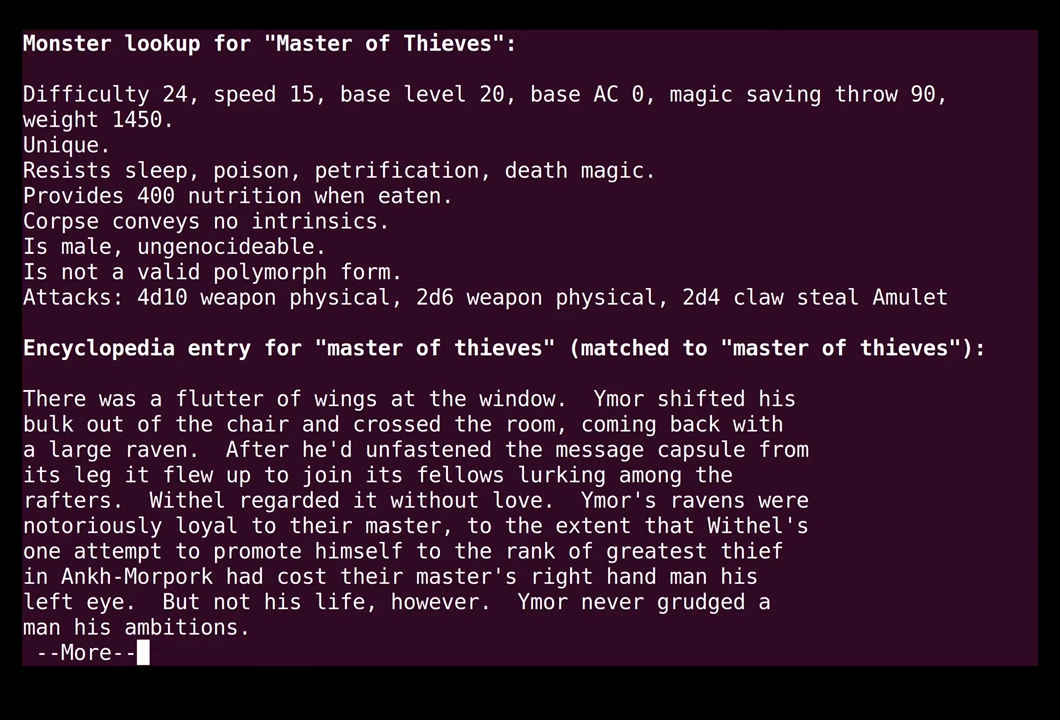 Monster lookup for "Master of Thieves":
Difficulty 24, speed 15, base level 20, base AC 0, magic saving throw 90,
weight 1450.
Unique.
Resists sleep, poison, petrification, death magic.
Provides 400 nutrition when eaten.
Corpse conveys no intrinsics.
Is male, ungenocideable.
Is not a valid polymorph form.
Attacks: 4d10 weapon physical, 2d6 weapon physical, 2d4 claw steal Amulet
Encyclopedia entry for "master of thieves" (matched to "master of thieves"):
There was a flutter of wings at the window.  Ymor shifted his
bulk out of the chair and crossed the room, coming back with
a large raven.  After he'd unfastened the message capsule from
its leg it flew up to join its fellows lurking among the
rafters.  Withel regarded it without love.  Ymor's ravens were
notoriously loyal to their master, to the extent that Withel's
one attempt to promote himself to the rank of greatest thief
in Ankh-Morpork had cost their master's right hand man his
left eye.  But not his life, however.  Ymor never grudged a
man his ambitions.
--More--